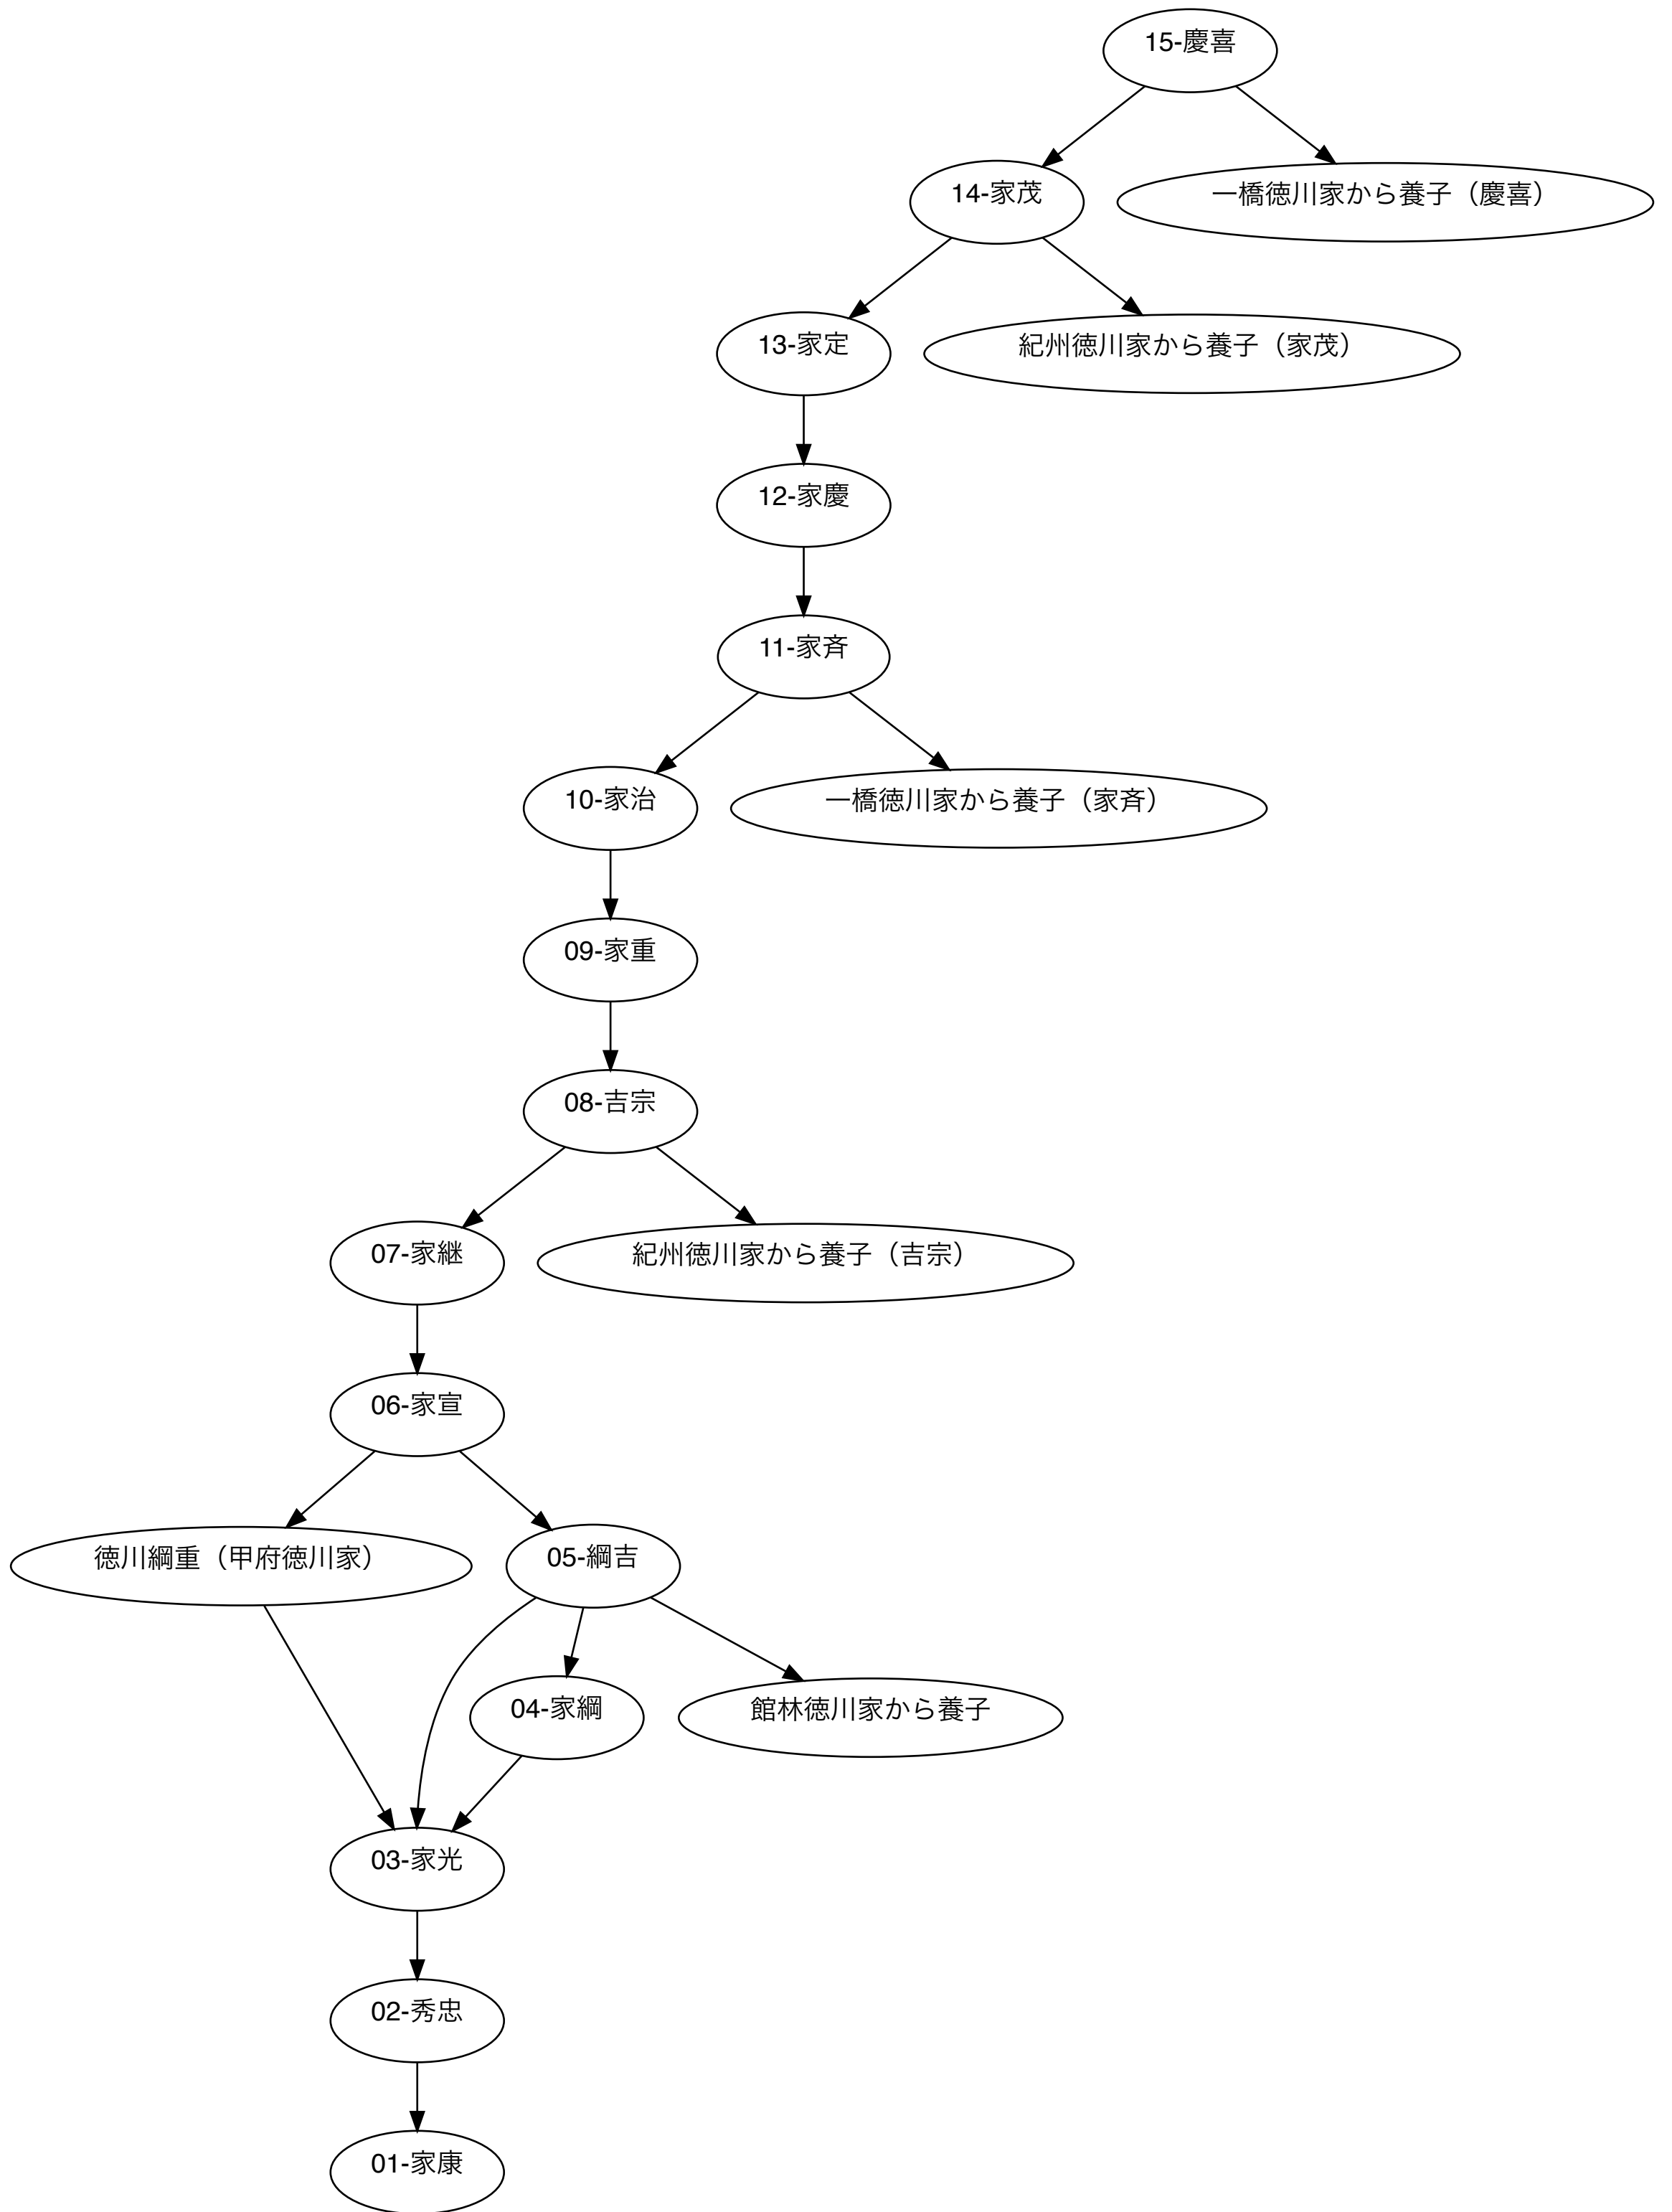 15-慶喜
14-家茂
一橋徳川家から養子（慶喜）
13-家定
紀州徳川家から養子（家茂）
12-家慶
11-家斉
10-家治
一橋徳川家から養子（家斉）
09-家重
08-吉宗
07-家継
紀州徳川家から養子（吉宗）
06-家宣
徳川綱重（甲府徳川家）
05-綱吉
04-家綱
館林徳川家から養子
03-家光
02-秀忠
01-家康